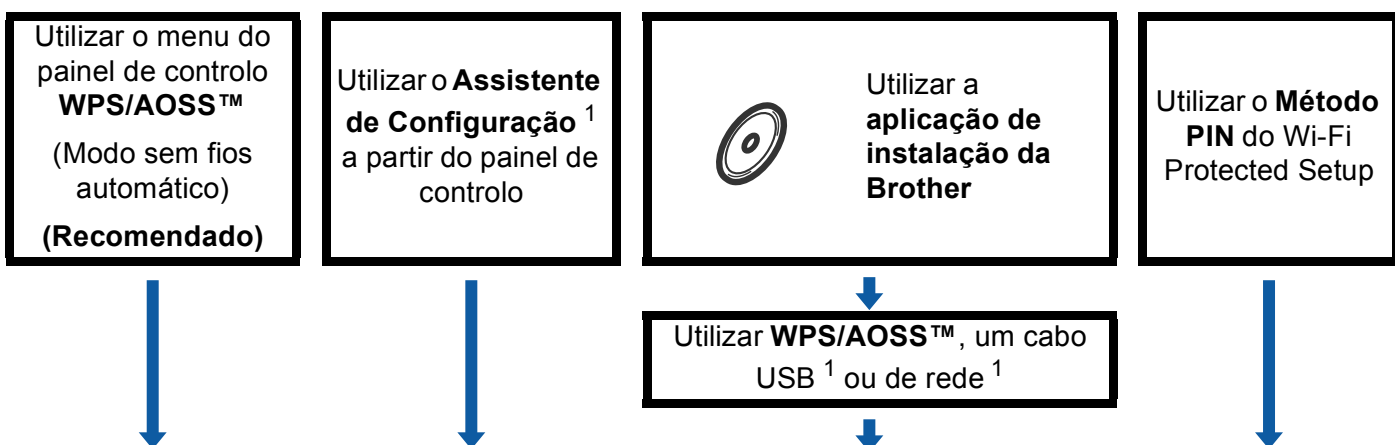 Utilizar o menu do
painel de controlo
WPS/AOSS™
(Modo sem fios
automático)
(Recomendado)
Utilizar o Assistente
de Configuração 1
a partir do painel de
controlo
Utilizar a
aplicação de
instalação da
Brother
Utilizar o Método
PIN do Wi-Fi
Protected Setup
Utilizar WPS/AOSS™, um cabo
USB 1 ou de rede 1